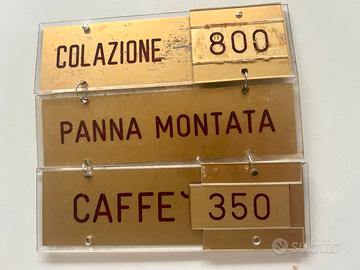 COLAZIONE 800
PANNA MONTATA
CAFFE` 350
subito